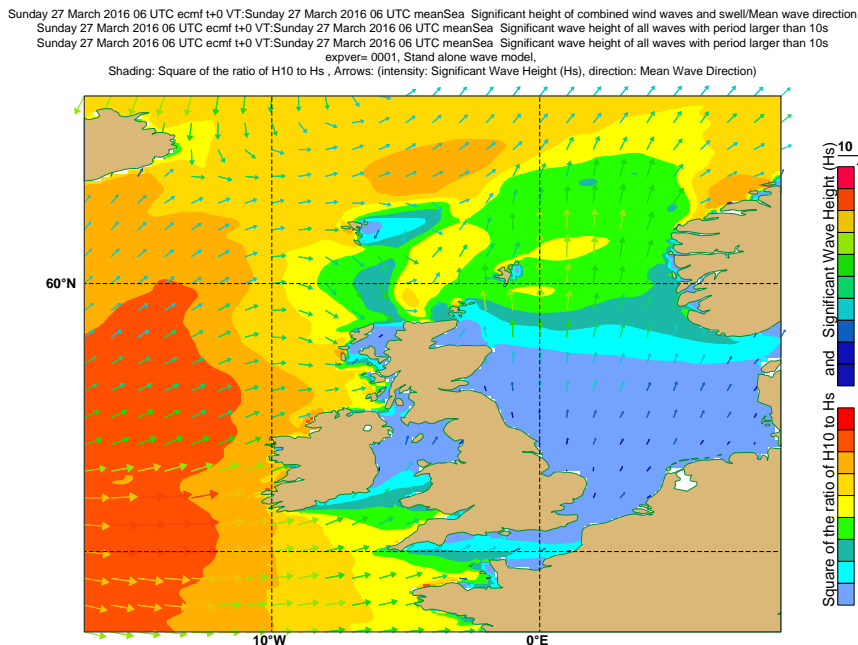 Sunday 27 March 2016 06 UTC ecmf t+0 VT:Sunday 27 March 2016 06 UTC meanSea Significant height of combined wind waves and swell/Mean wave direction
Sunday 27 March 2016 06 UTC ecmf t+0 VT:Sunday 27 March 2016 06 UTC meanSea Significant wave height of all waves with period larger than 10s
Sunday 27 March 2016 06 UTC ecmf t+0 VT:Sunday 27 March 2016 06 UTC meanSea Significant wave height of all waves with period larger than 10s
expver= 0001, Stand alone wave model,
Shading: Square of the ratio of H10 to Hs , Arrows: (intensity: Significant Wave Height (Hs), direction: Mean Wave Direction)
60°N
10°W
0°E
10
and Significant Wave Height (Hs)
Square of the ratio of H10 to Hs